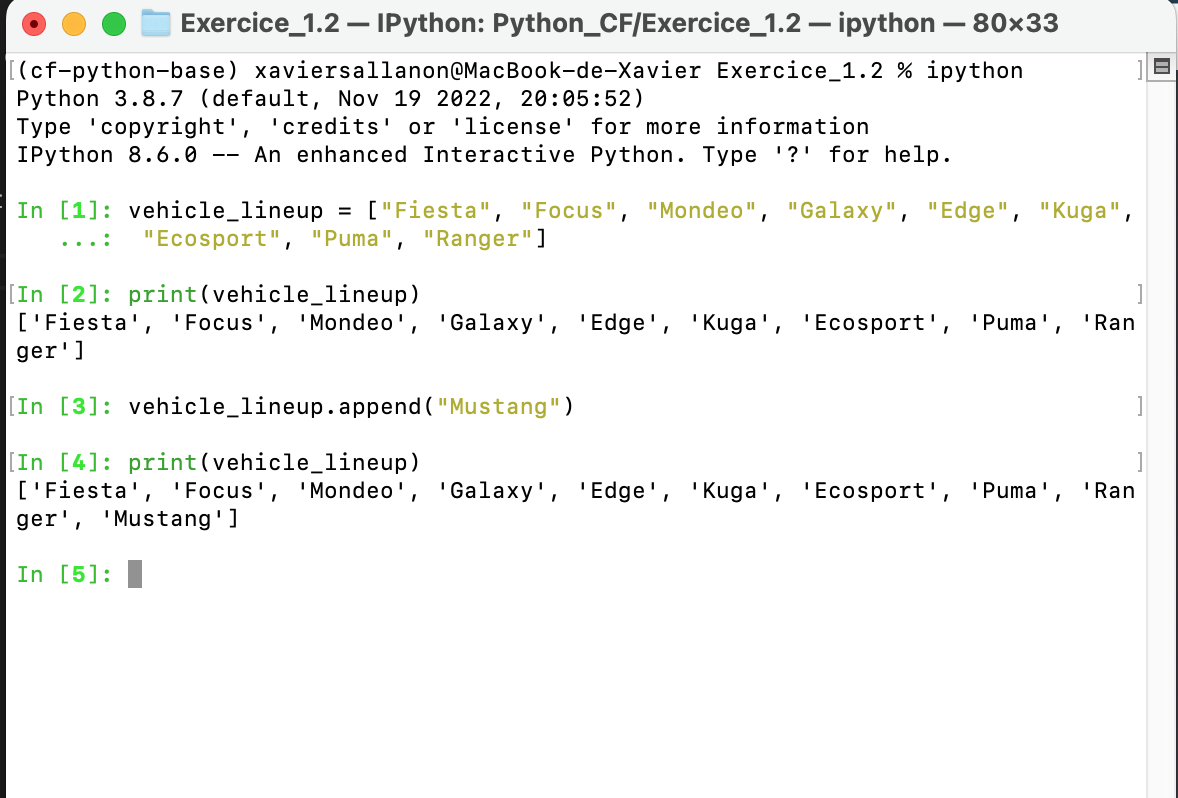 Exercice_1.2 — IPython: Python_CF/Exercice_1.2 — ipython — 80×33
[(cf-python-base) xaviersallanon@MacBook-de-Xavier Exercice_1.2 % ipython ]
Python 3.8.7 (default, Nov 19 2022, 20:05:52)
Type 'copyright', 'credits' or 'license' for more information
IPython 8.6.0 -- An enhanced Interactive Python. Type '?' for help.
In [1]: vehicle_lineup = ["Fiesta", "Focus", "Mondeo", "Galaxy", "Edge", "Kuga",
...: "Ecosport", "Puma", "Ranger"]
[In [2]: print(vehicle_lineup) ]
['Fiesta', 'Focus', 'Mondeo', 'Galaxy', 'Edge', 'Kuga', 'Ecosport', 'Puma', 'Ran
ger']
[In [3]: vehicle_lineup.append("Mustang") ]
[In [4]: print(vehicle_lineup) ]
['Fiesta', 'Focus', 'Mondeo', 'Galaxy', 'Edge', 'Kuga', 'Ecosport', 'Puma', 'Ran
ger', 'Mustang']
In [5]: